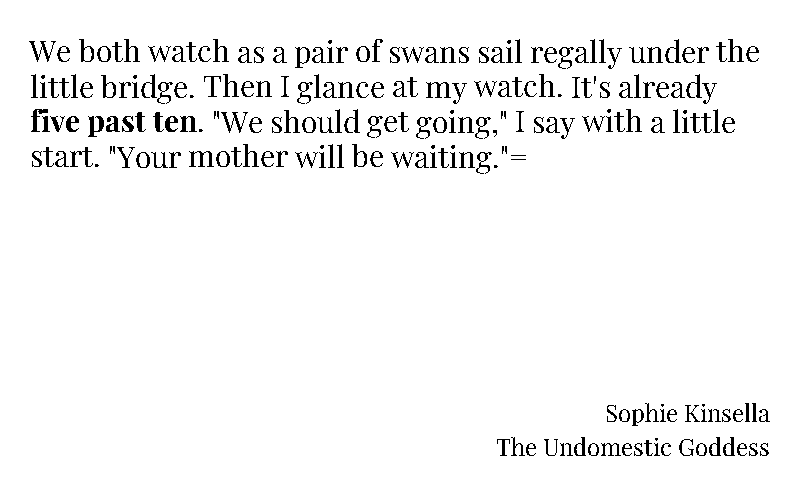 We both watch as a pair of swans sail regally under the
little bridge. Then I glance at my watch. It's already
five past ten. "We should get going," I say with a little
start. "Your mother will be waiting."=
Sophie Kinsella
The Undomestic Goddess